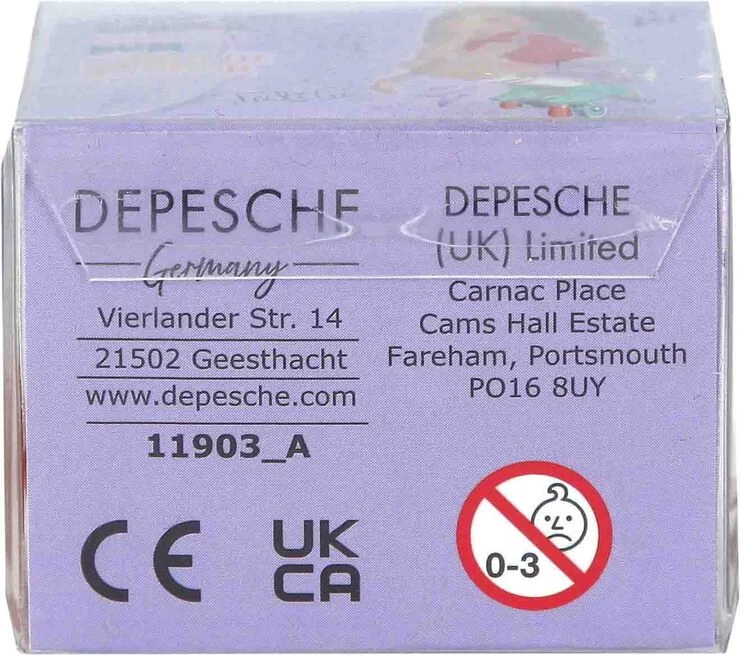 DEPESCHE
Germany
Vierlander Str. 14
21502 Geesthacht
www.depesche.com
11903_A
DEPESCHE
(UK) Limited
Carnac Place
Cams Hall Estate
Fareham, Portsmouth
PO16 8UY
CE
UK
CA
0-3